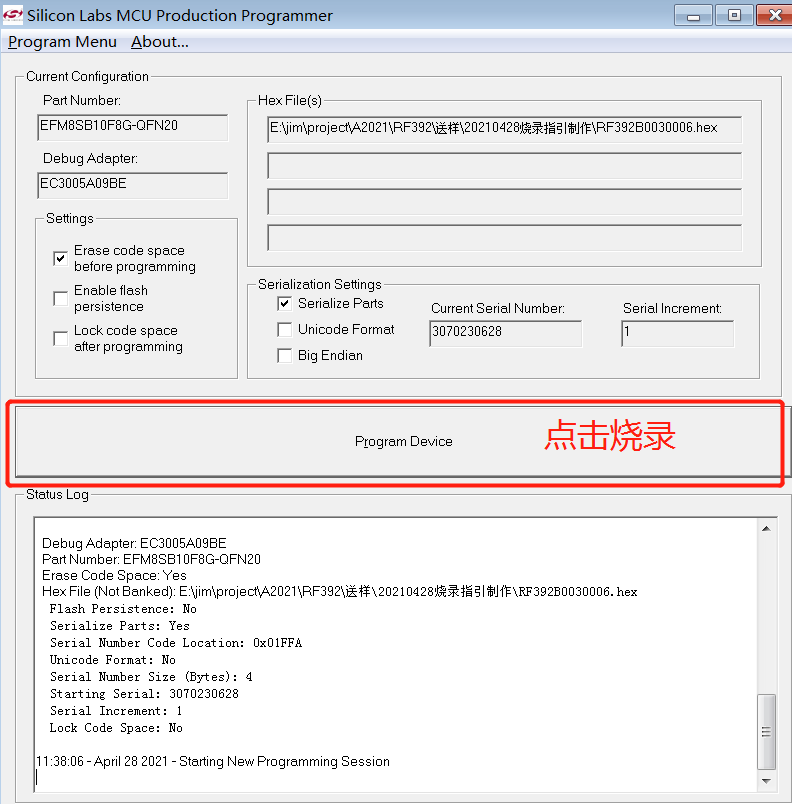 Silicon Labs MCU Production Programmer
Program Menu About...
Current Configuration
Part Number:
EFM8SB10F8G-QFN20
Debug Adapter:
EC3005A09BE
Settings
Erase code space
before programming
Enable flash
persistence
Lock code space
after programming
Hex File(s)
E:\jim\project\A2021\RF392\送样\20210428烧录指引制作\RF392B0030006.hex
Serialization Settings
Serialize Parts
Unicode Format
Big Endian
Current Serial Number:
3070230628
Serial Increment:
1
Program Device
点击烧录
Status Log
Debug Adapter: EC3005A09BE
Part Number: EFM8SB10F8G-QFN20
Erase Code Space: Yes
Hex File (Not Banked): E:\jim\project\A2021\RF392\送样\20210428烧录指引制作\RF392B0030006.hex
Flash Persistence: No
Serialize Parts: Yes
Serial Number Code Location: 0x01FFA
Unicode Format: No
Serial Number Size (Bytes): 4
Starting Serial: 3070230628
Serial Increment: 1
Lock Code Space: No
11:38:06 - April 28 2021 - Starting New Programming Session